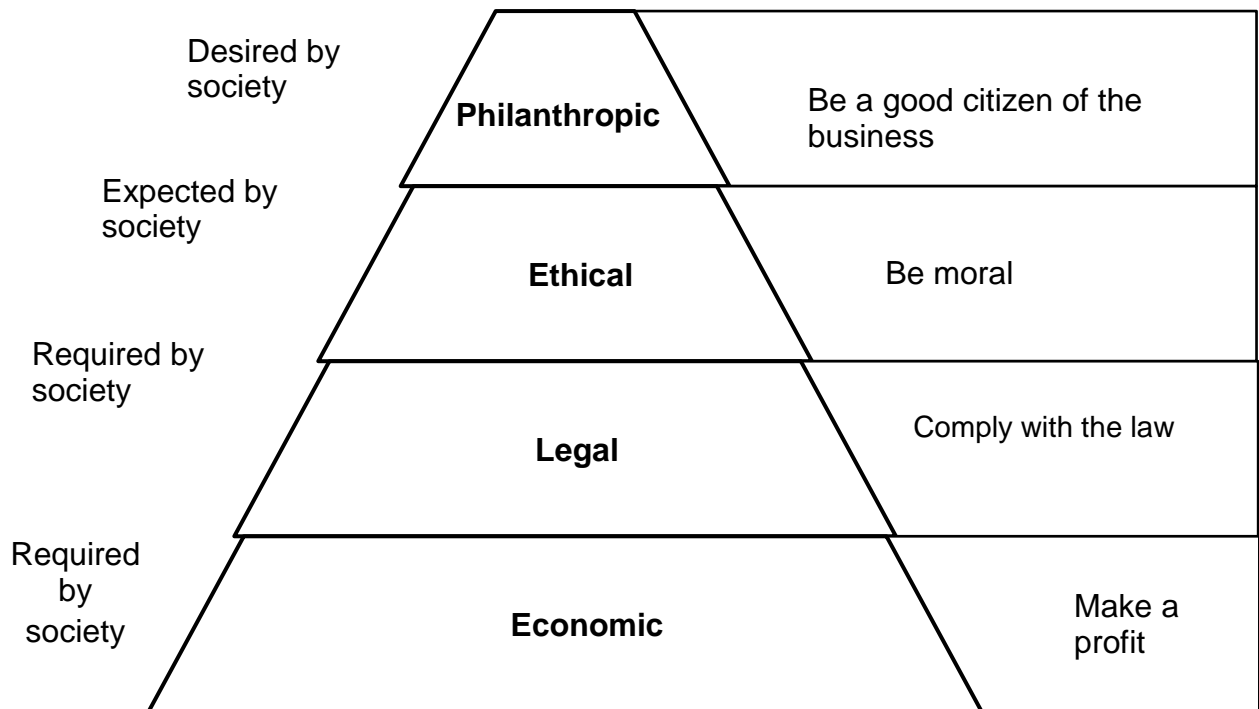 Desired by
society
Philanthropic
Be a good citizen of the
business
Expected by
society
Ethical
Be moral
Required by
society
Legal
Comply with the law
Required
by
society
Economic
Make a
profit